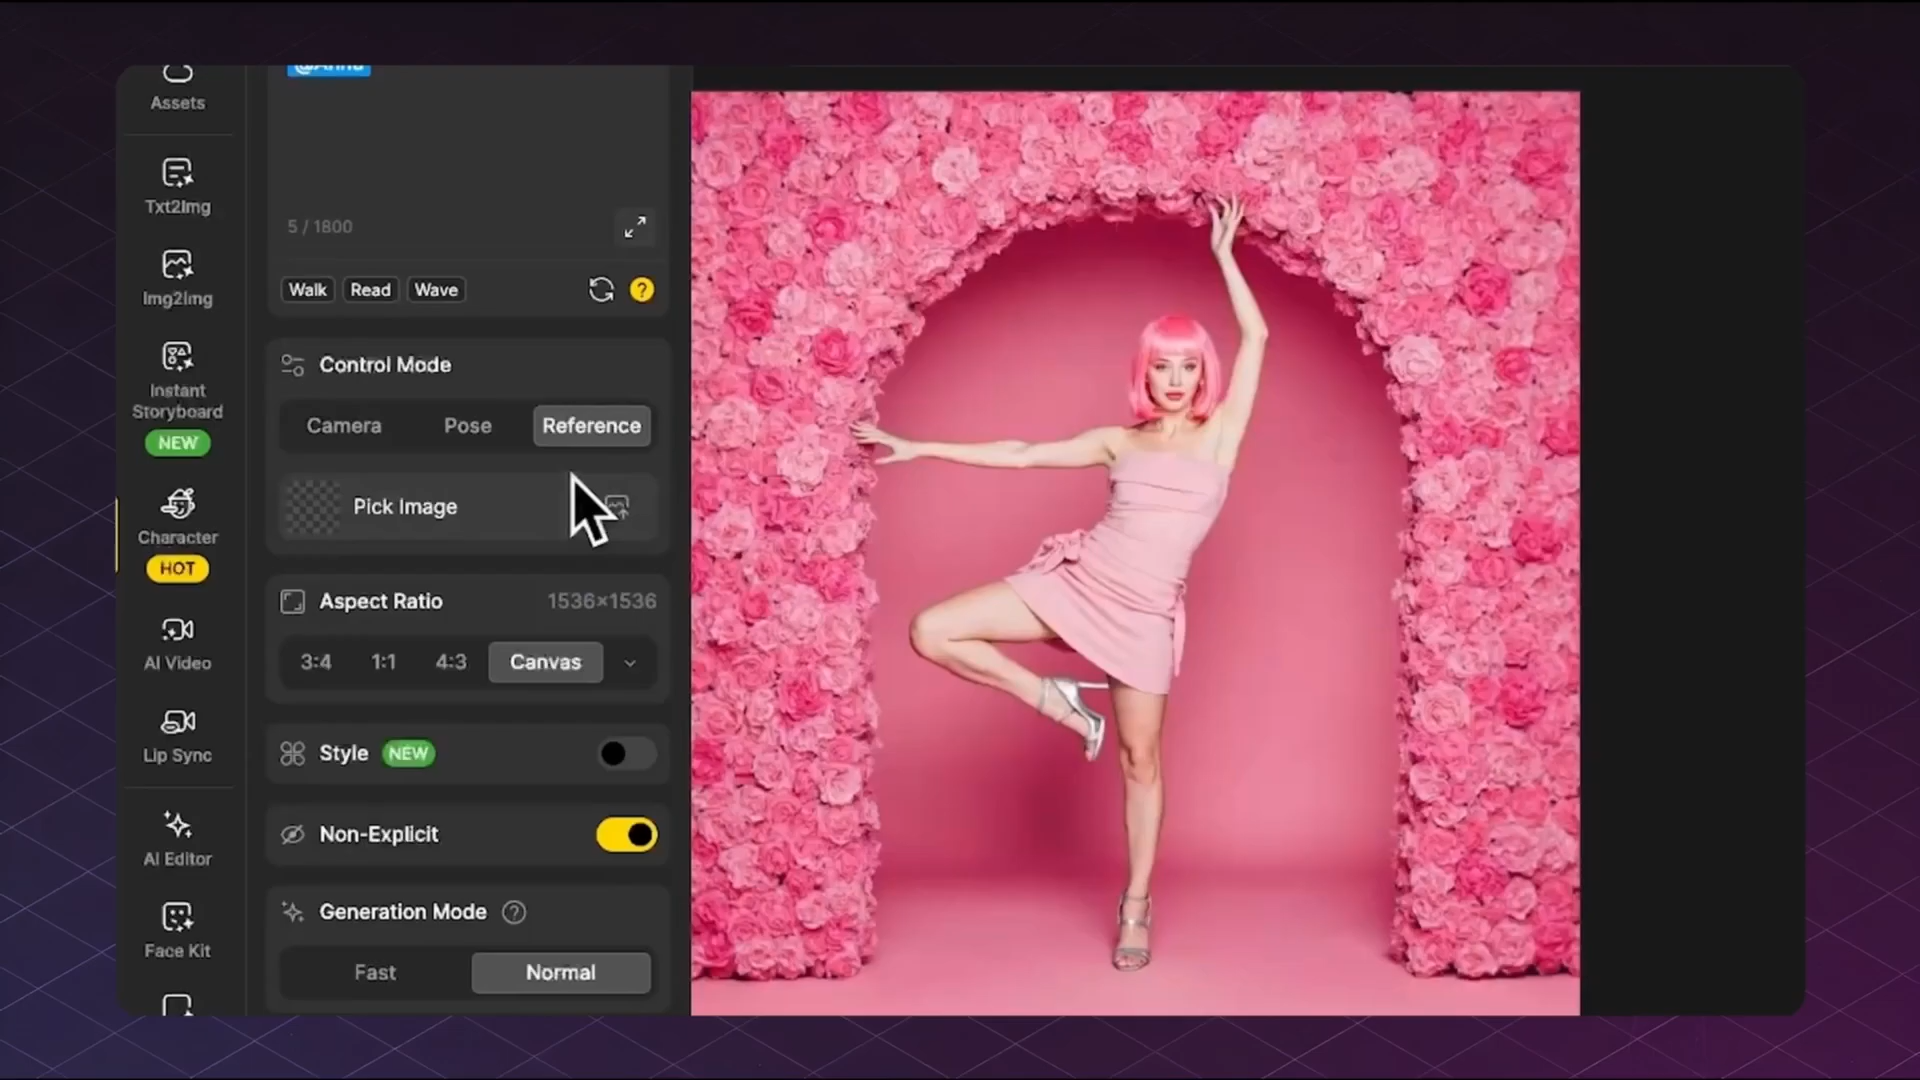 Assets
Txt2Img
Img2Img
Instant
Storyboard
NEW
Character
HOT
AI Video
Lip Sync
AI Editor
Face Kit
@Anna
5 / 1800
Walk Read Wave
?
Control Mode
Camera Pose Reference
Pick Image
Aspect Ratio 1536×1536
3:4 1:1 4:3 Canvas
Style NEW
Non-Explicit
Generation Mode ?
Fast Normal